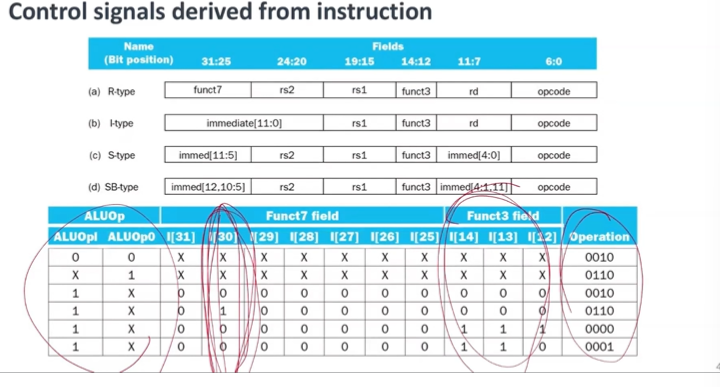 Control signals derived from instruction
Name Fields
(Bit position) 31:25 24:20 19:15 14:12 11:7 6:0
(a) R-type funct7 rs2 rs1 funct3 rd opcode
(b) I-type immediate[11:0] rs1 funct3 rd opcode
(c) S-type immed[11:5] rs2 rs1 funct3 immed[4:0] opcode
(d) SB-type immed[12,10:5] rs2 rs1 funct3 immed[4:1,11] opcode
ALUOp Funct7 field Funct3 field
ALUOpl ALUOp0 I[31] I[30] I[29] I[28] I[27] I[26] I[25] I[14] I[13] I[12] Operation
0 0 X X X X X X X X X X 0010
X 1 X X X X X X X X X X 0110
1 X 0 0 0 0 0 0 0 0 0 0 0010
1 X 0 1 0 0 0 0 0 0 0 0 0110
1 X 0 0 0 0 0 0 0 1 1 1 0000
1 X 0 0 0 0 0 0 0 1 1 0 0001